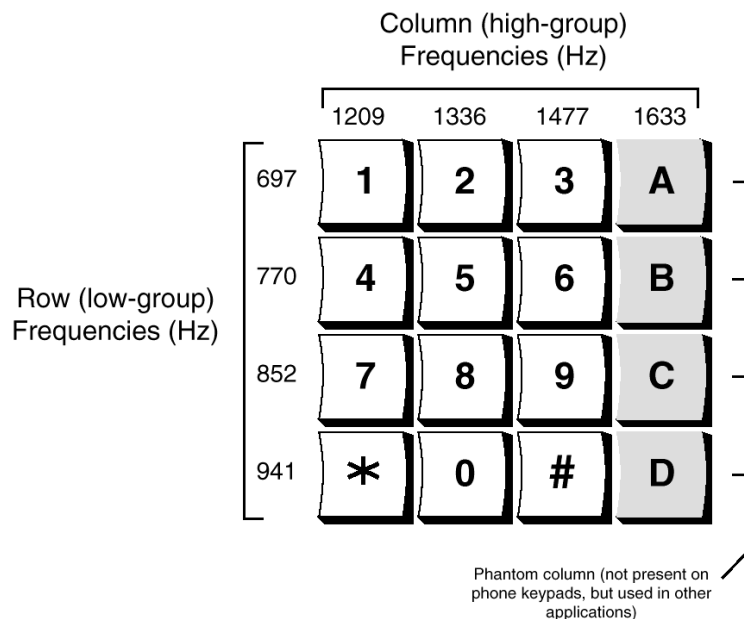 Column (high-group)
Frequencies (Hz)
1209 1336 1477 1633
697 1 2 3 A
770 4 5 6 B
Row (low-group)
Frequencies (Hz)
852 7 8 9 C
941 * 0 # D
Phantom column (not present on
phone keypads, but used in other
applications)